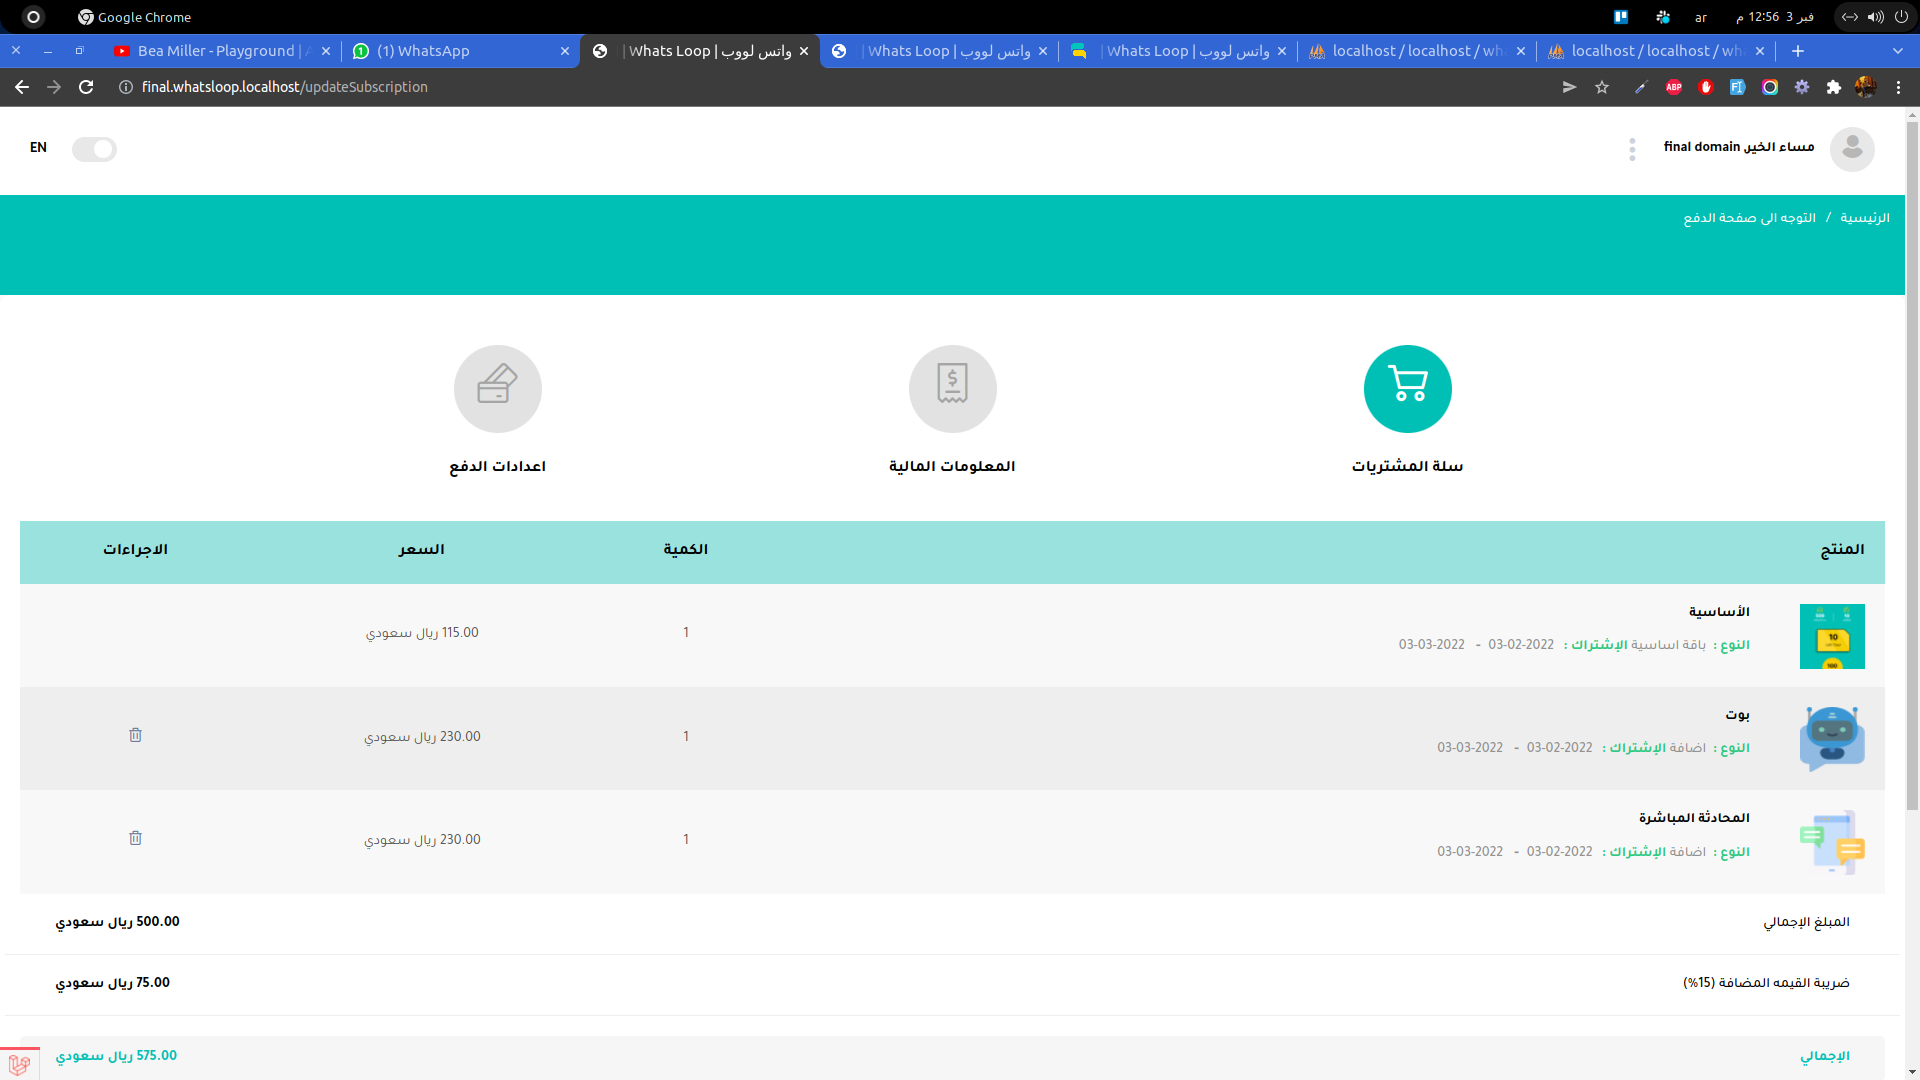 Google Chrome
ar
فبر 3  12:56 م
Bea Miller - Playground |
(1) WhatsApp
| Whats Loop | واتس لووب
| Whats Loop | واتس لووب
| Whats Loop | واتس لووب
localhost / localhost / wh
localhost / localhost / wh
final.whatsloop.localhost/updateSubscription
ABP
EN
مساء الخير, final domain
الرئيسية / التوجه الى صفحة الدفع
سلة المشتريات
المعلومات المالية
اعدادات الدفع
المنتج الكمية السعر الاجراءات
الأساسية
النوع : باقة اساسية الإشتراك : 2022-02-03 - 2022-03-03
1
115.00 ريال سعودي
بوت
النوع : اضافة الإشتراك : 2022-02-03 - 2022-03-03
1
230.00 ريال سعودي
المحادثة المباشرة
النوع : اضافة الإشتراك : 2022-02-03 - 2022-03-03
1
230.00 ريال سعودي
المبلغ الإجمالي 500.00 ريال سعودي
ضريبة القيمه المضافة (15%) 75.00 ريال سعودي
الإجمالي 575.00 ريال سعودي